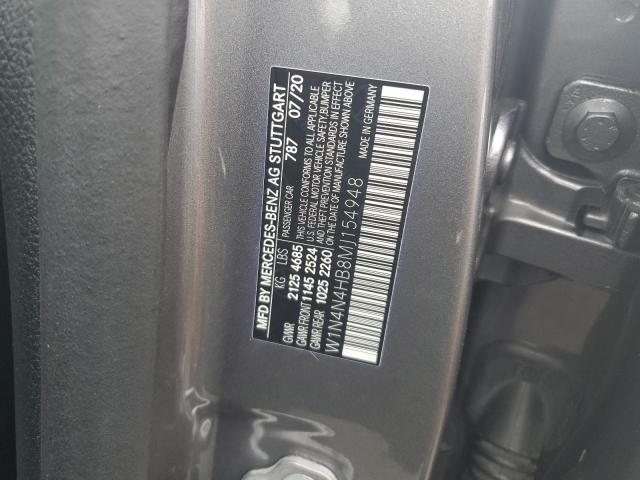 MFD BY MERCEDES-BENZ AG STUTTGART
KG LBS PASSENGER CAR 787 07/20
GVWR 2125 4685 THIS VEHICLE CONFORMS TO ALL APPLICABLE
GAWR FRONT 1145 2524 U.S. FEDERAL MOTOR VEHICLE SAFETY, BUMPER
GAWR REAR 1025 2260 AND THEFT PREVENTION STANDARDS IN EFFECT
ON THE DATE OF MANUFACTURE SHOWN ABOVE
W1N4N4HB8MJ154948 MADE IN GERMANY